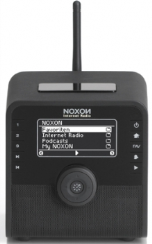 NOXON
Internet Radio
NOXON
Favoriten
Internet Radio
Podcasts
My NOXON